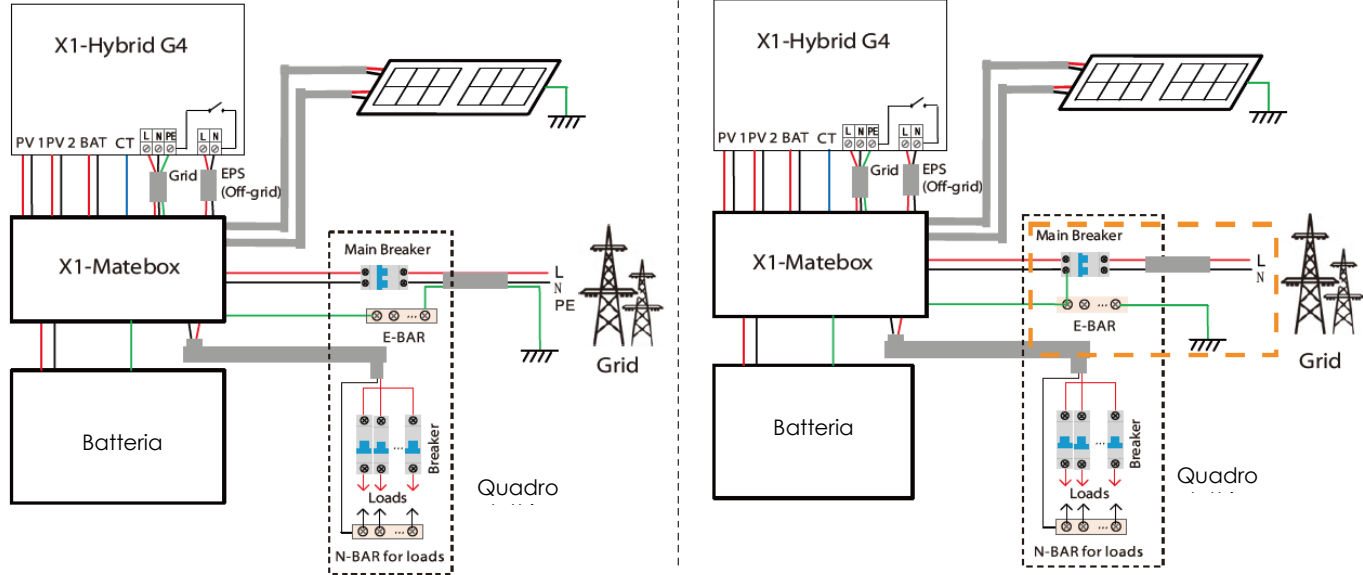 X1-Hybrid G4
L N PE
L N
PV 1 PV 2 BAT CT
Grid
EPS
(Off-grid)
X1-Matebox
Main Breaker
L
N
PE
E-BAR
Grid
Batteria
Breaker
Loads
Quadro
N-BAR for loads
X1-Hybrid G4
L N PE
L N
PV 1 PV 2 BAT CT
Grid
EPS
(Off-grid)
X1-Matebox
Main Breaker
L
N
E-BAR
Grid
Batteria
Breaker
Loads
Quadro
N-BAR for loads